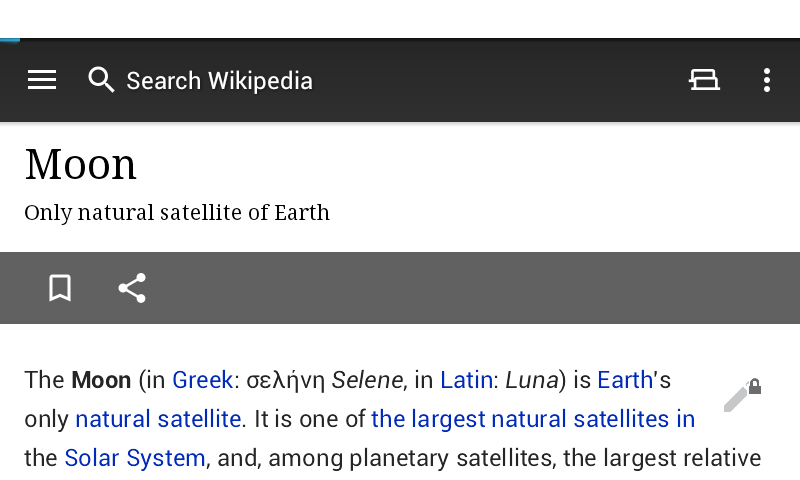 Search Wikipedia
Moon
Only natural satellite of Earth
The Moon (in Greek: σελήνη Selene, in Latin: Luna) is Earth's
only natural satellite. It is one of the largest natural satellites in
the Solar System, and, among planetary satellites, the largest relative